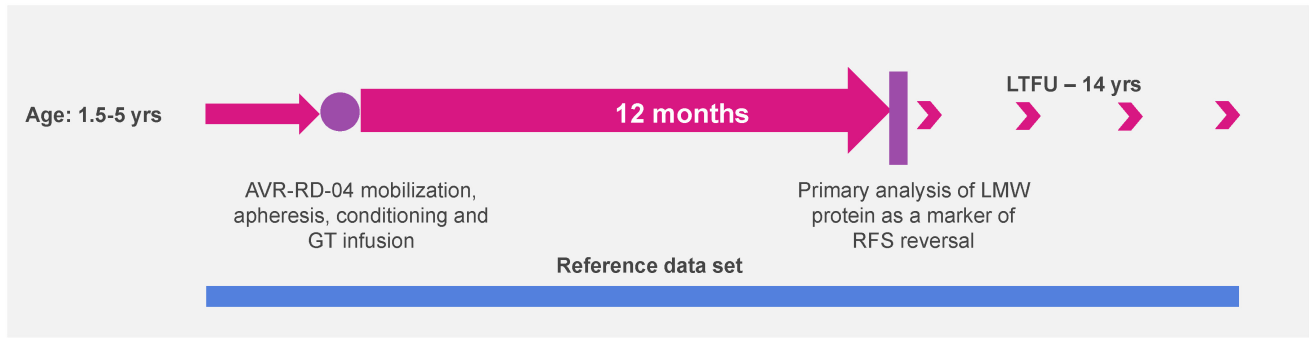 LTFU – 14 yrs
Age: 1.5-5 yrs
12 months
AVR-RD-04 mobilization,
apheresis, conditioning and
GT infusion
Primary analysis of LMW
protein as a marker of
RFS reversal
Reference data set